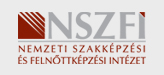 NSZFI
NEMZETI SZAKKÉPZÉSI
ÉS FELNŐTTKÉPZÉSI INTÉZET